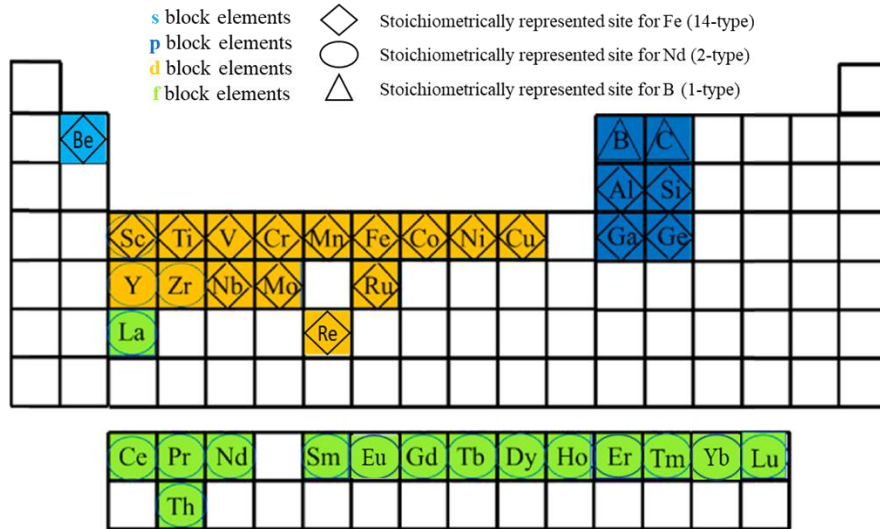 s block elements
p block elements
d block elements
f block elements
Stoichiometrically represented site for Fe (14-type)
Stoichiometrically represented site for Nd (2-type)
Stoichiometrically represented site for B (1-type)
Be B C
Al Si
Sc Ti V Cr Mn Fe Co Ni Cu Ga Ge
Y Zr Nb Mo Ru
La Re
Ce Pr Nd Sm Eu Gd Tb Dy Ho Er Tm Yb Lu
Th